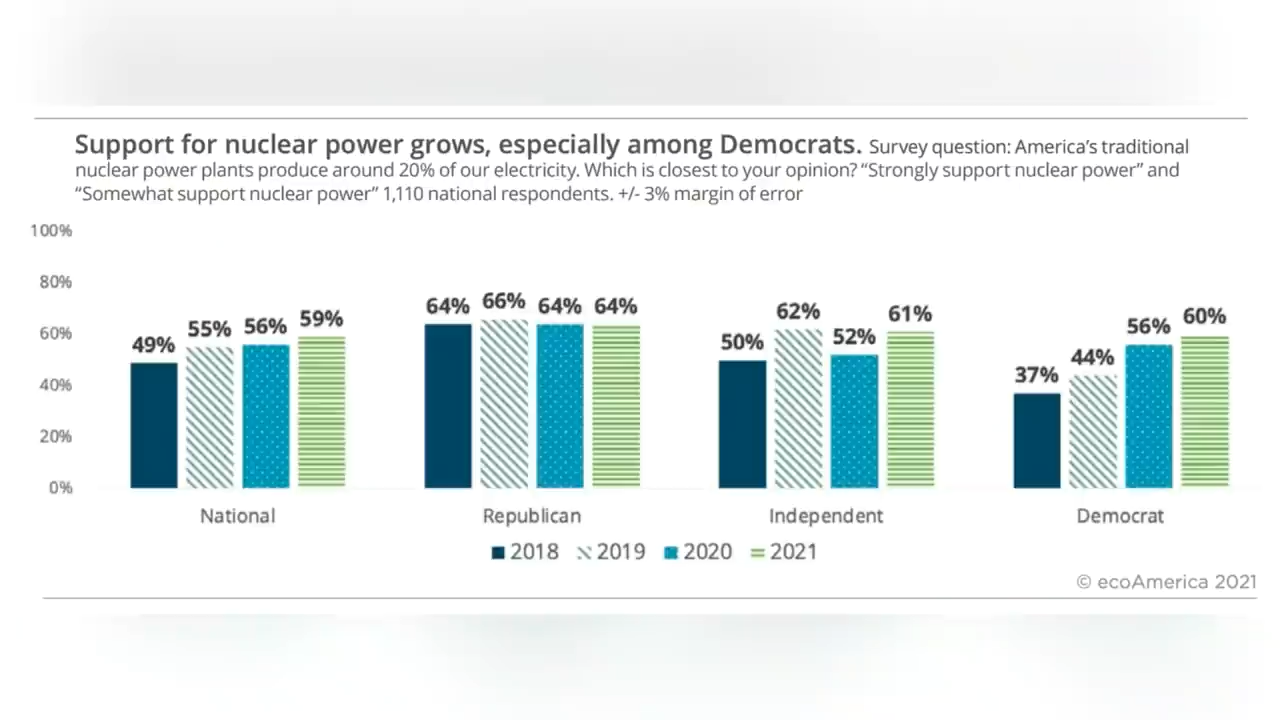 Support for nuclear power grows, especially among Democrats. Survey question: America's traditional
nuclear power plants produce around 20% of our electricity. Which is closest to your opinion? “Strongly support nuclear power” and
“Somewhat support nuclear power” 1,110 national respondents. +/- 3% margin of error
100%
80%
60%
40%
20%
0%
49% 55% 56% 59%
64% 66% 64% 64%
50% 62% 52% 61%
37% 44% 56% 60%
National Republican Independent Democrat
2018 2019 2020 2021
© ecoAmerica 2021